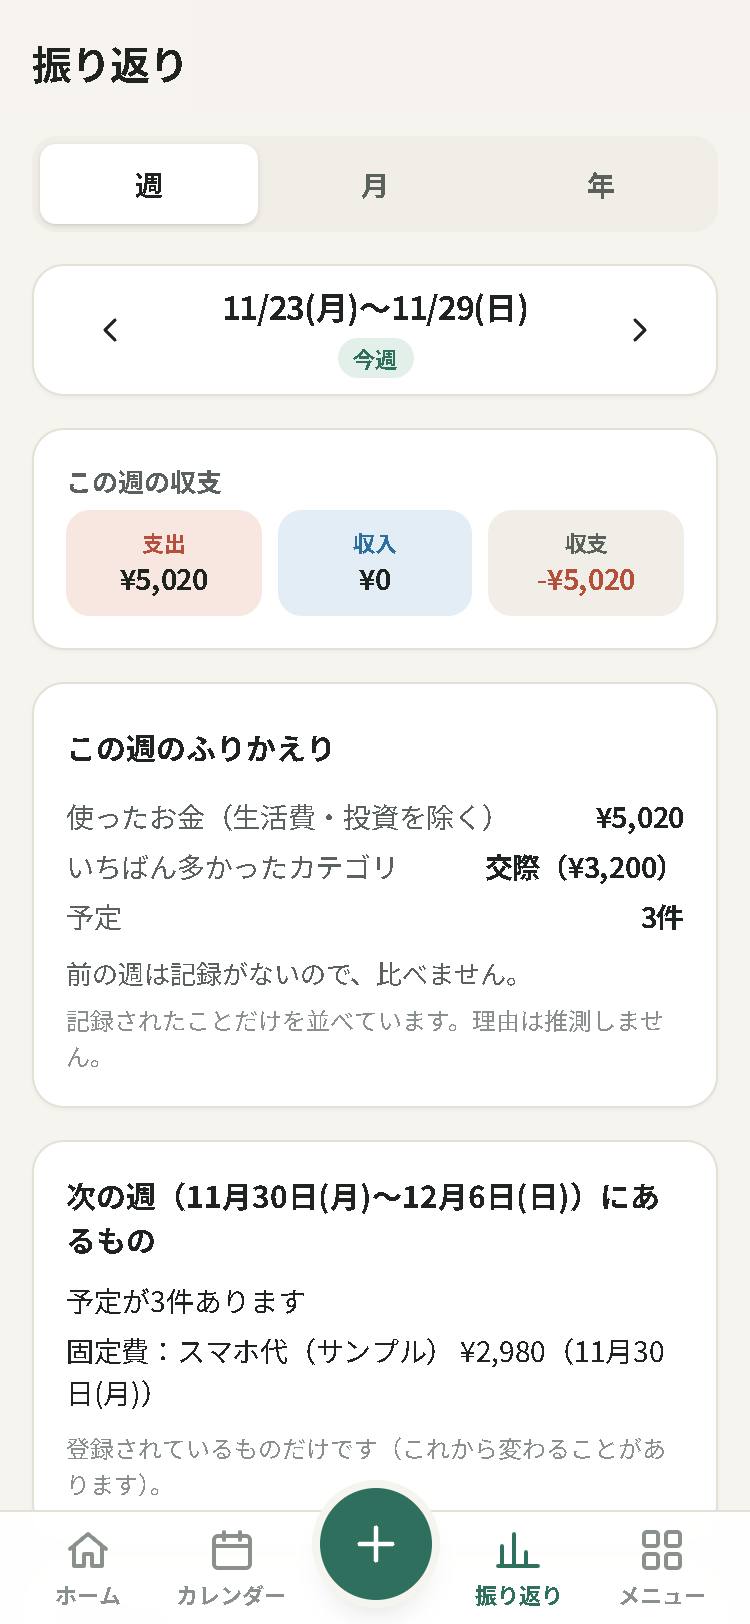 振り返り
週
月
年
11/23(月)〜11/29(日)
今週
この週の収支
支出
¥5,020
収入
¥0
収支
-¥5,020
この週のふりかえり
使ったお金（生活費・投資を除く） ¥5,020
いちばん多かったカテゴリ 交際（¥3,200）
予定 3件
前の週は記録がないので、比べません。
記録されたことだけを並べています。理由は推測しませ
ん。
次の週（11月30日(月)〜12月6日(日)）にあ
るもの
予定が3件あります
固定費：スマホ代（サンプル） ¥2,980（11月30
日(月)）
登録されているものだけです（これから変わることがあ
ります）。
ホーム
カレンダー
振り返り
メニュー